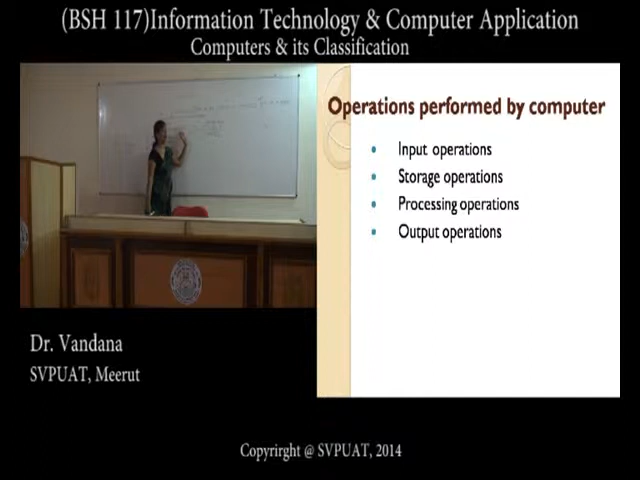 (BSH 117)Information Technology & Computer Application
Computers & its Classification
Operations performed by computer
Input operations
Storage operations
Processing operations
Output operations
Dr. Vandana
SVPUAT, Meerut
Copyrirght @ SVPUAT, 2014